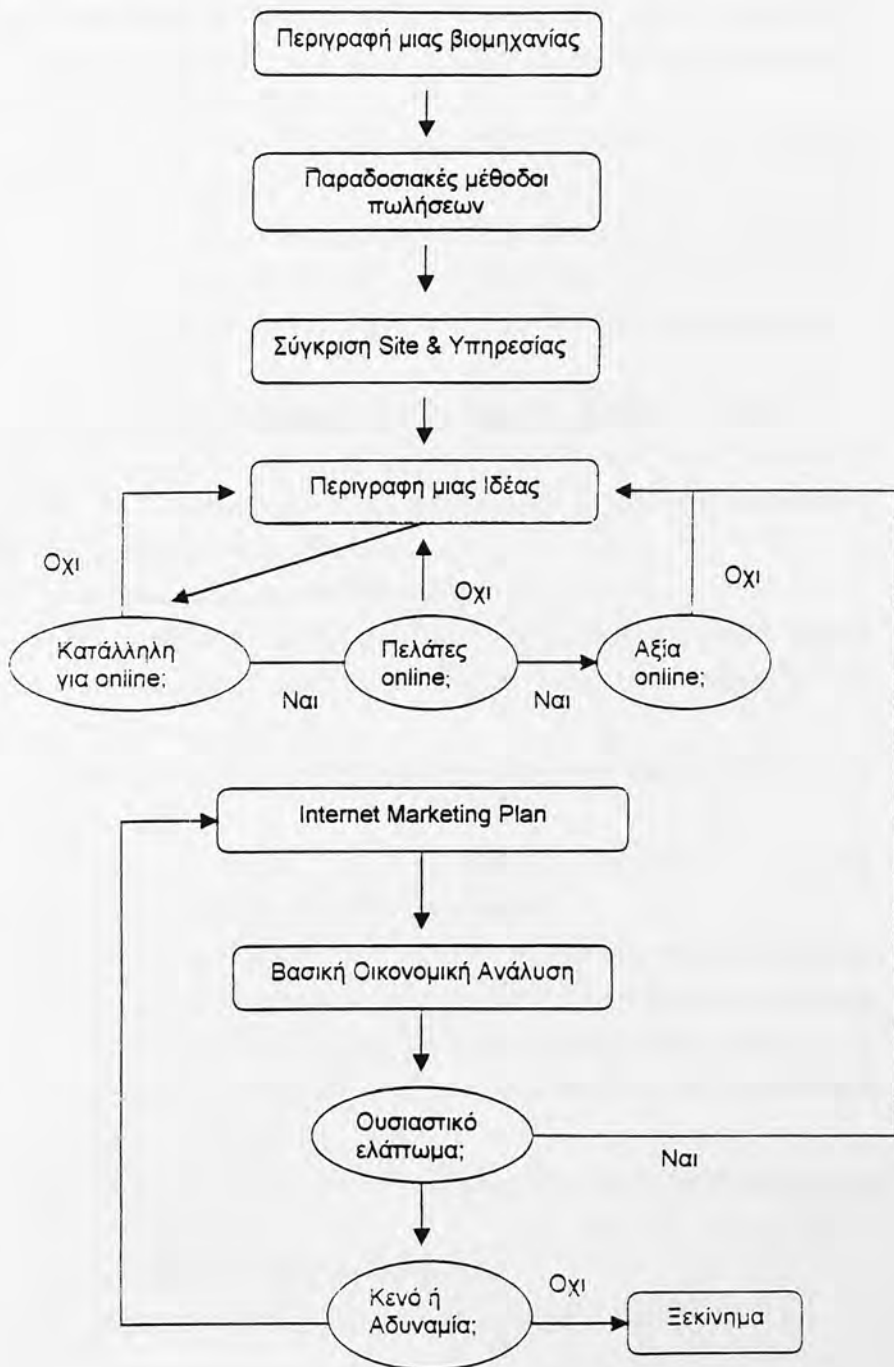 Περιγραφή μιας βιομηχανίας
Παραδοσιακές μέθοδοι
πωλήσεων
Σύγκριση Site & Υπηρεσίας
Περιγραφη μιας Ιδέας
Οχι
Οχι
Οχι
Κατάλληλη
για online;
Πελάτες
online;
Αξία
online;
Ναι
Ναι
Internet Marketing Plan
Βασική Οικονομική Ανάλυση
Ουσιαστικό
ελάττωμα;
Ναι
Κενό ή
Αδυναμία;
Οχι
Ξεκίνημα